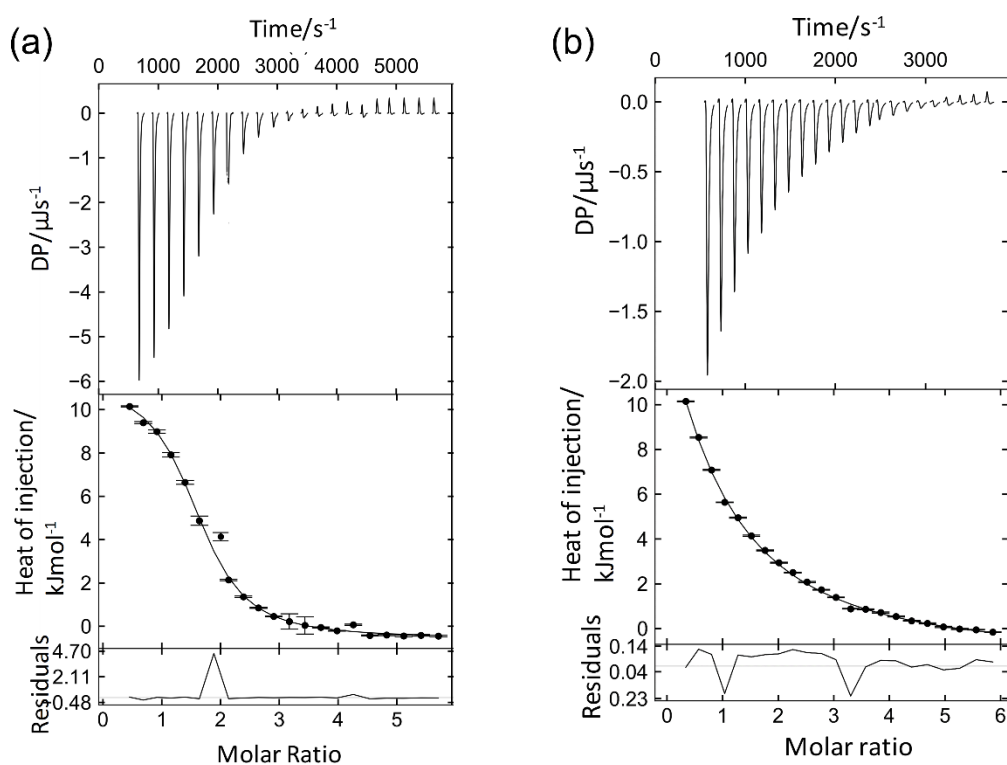 (a)
Time/s-1
0 1000 2000 3000 4000 5000
DP/µJs-1
0
−1
−2
−3
−4
−5
−6
Heat of injection/
kJmol-1
10
8
6
4
2
0
Residuals
4.70
2.11
-0.48
0 1 2 3 4 5
Molar Ratio
(b)
Time/s-1
0 1000 2000 3000
DP/µJs-1
0.0
−0.5
−1.0
−1.5
−2.0
Heat of injection/
kJmol-1
10
8
6
4
2
0
Residuals
0.14
0.04
0.23
0 1 2 3 4 5 6
Molar ratio